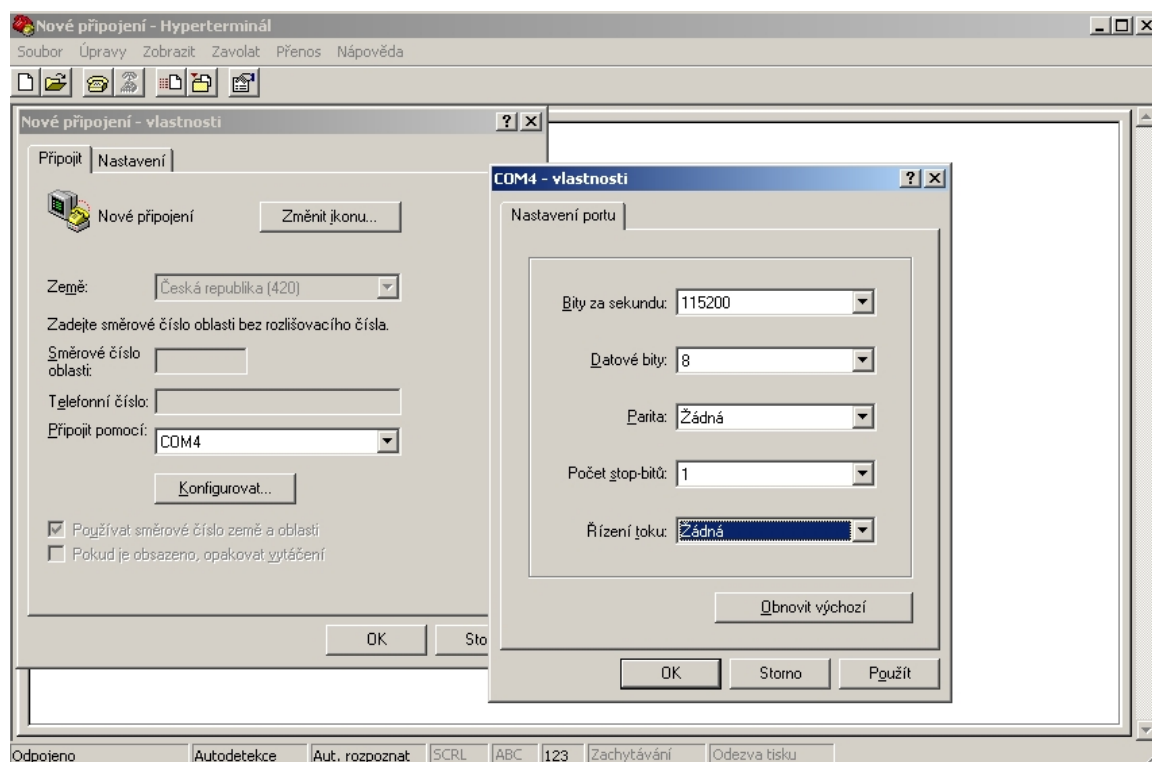 Nové připojení - Hyperterminál
Soubor Úpravy Zobrazit Zavolat Přenos Nápověda
Nové připojení - vlastnosti
Připojit Nastavení
Nové připojení
Změnit ikonu...
Země: Česká republika (420)
Zadejte směrové číslo oblasti bez rozlišovacího čísla.
Směrové číslo
oblasti:
Telefonní číslo:
Připojit pomocí: COM4
Konfigurovat...
Používat směrové číslo země a oblasti
Pokud je obsazeno, opakovat vytáčení
OK
COM4 - vlastnosti
Nastavení portu
Bity za sekundu: 115200
Datové bity: 8
Parita: Žádná
Počet stop-bitů: 1
Řízení toku: Žádná
Obnovit výchozí
OK Storno Použít
Odpojeno Autodetekce Aut. rozpoznat SCRL ABC 123 Zachytávání Odezva tisku